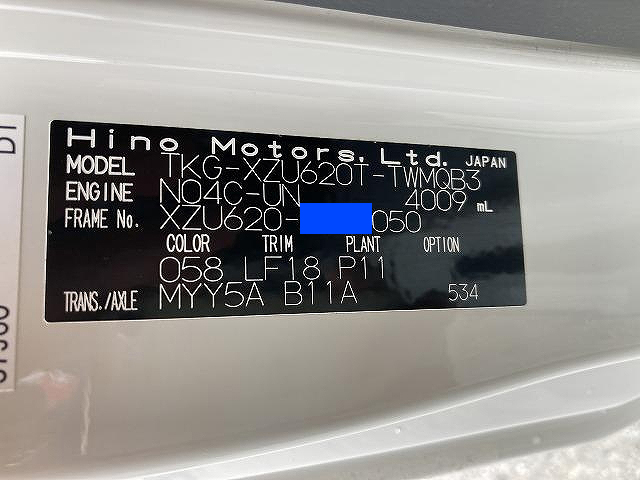 Hino Motors, Ltd. JAPAN
MODEL TKG-XZU620T-TWMQB3
ENGINE N04C-UN 4009 mL
FRAME No. XZU620- 050
COLOR TRIM PLANT OPTION
058 LF18 P11
TRANS./AXLE MYY5A B11A 534